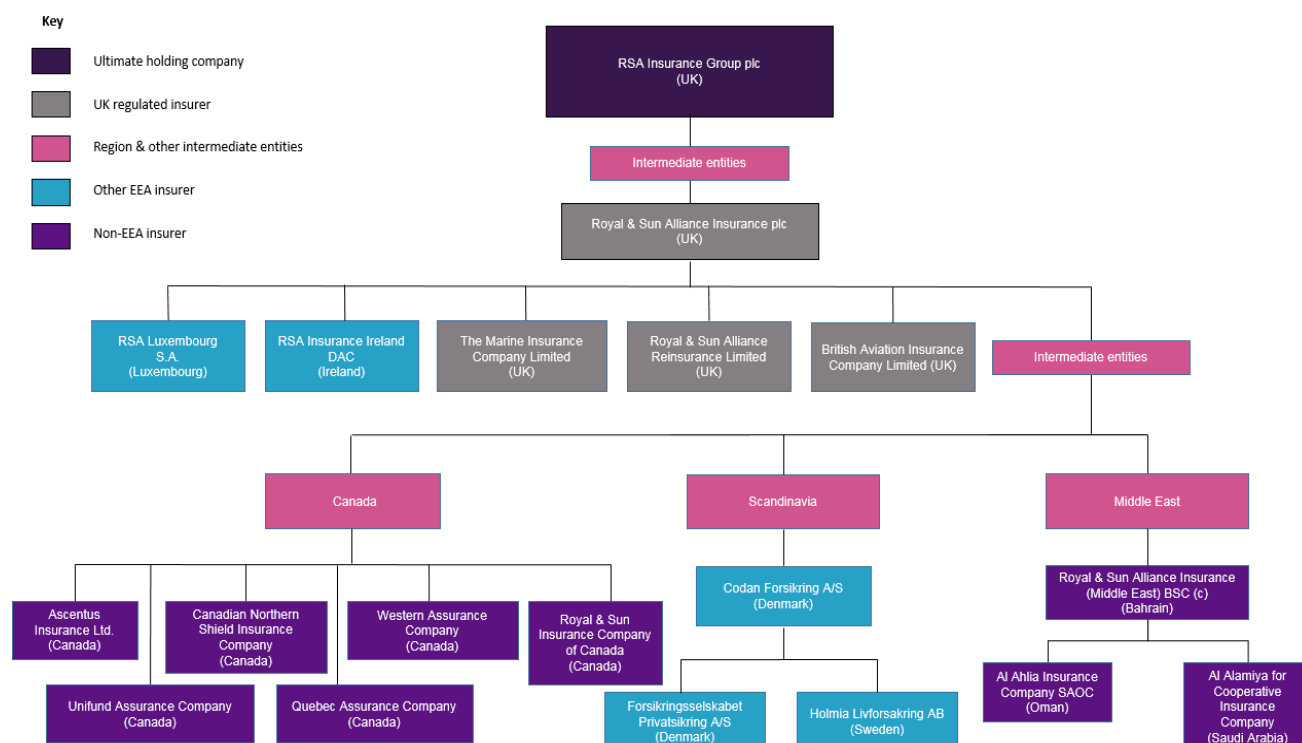 Key
Ultimate holding company
UK regulated insurer
Region & other intermediate entities
Other EEA insurer
Non-EEA insurer
RSA Insurance Group plc
(UK)
Intermediate entities
Royal & Sun Alliance Insurance plc
(UK)
RSA Luxembourg
S.A.
(Luxembourg)
RSA Insurance Ireland
DAC
(Ireland)
The Marine Insurance
Company Limited
(UK)
Royal & Sun Alliance
Reinsurance Limited
(UK)
British Aviation Insurance
Company Limited (UK)
Intermediate entities
Canada
Scandinavia
Middle East
Ascentus
Insurance Ltd.
(Canada)
Canadian Northern
Shield Insurance
Company
(Canada)
Western Assurance
Company
(Canada)
Royal & Sun
Insurance Company
of Canada
(Canada)
Unifund Assurance Company
(Canada)
Quebec Assurance Company
(Canada)
Codan Forsikring A/S
(Denmark)
Forsikringsselskabet
Privatsikring A/S
(Denmark)
Holmia Livforsakring AB
(Sweden)
Royal & Sun Alliance Insurance
(Middle East) BSC (c)
(Bahrain)
Al Ahlia Insurance
Company SAOC
(Oman)
Al Alamiya for
Cooperative
Insurance
Company
(Saudi Arabia)